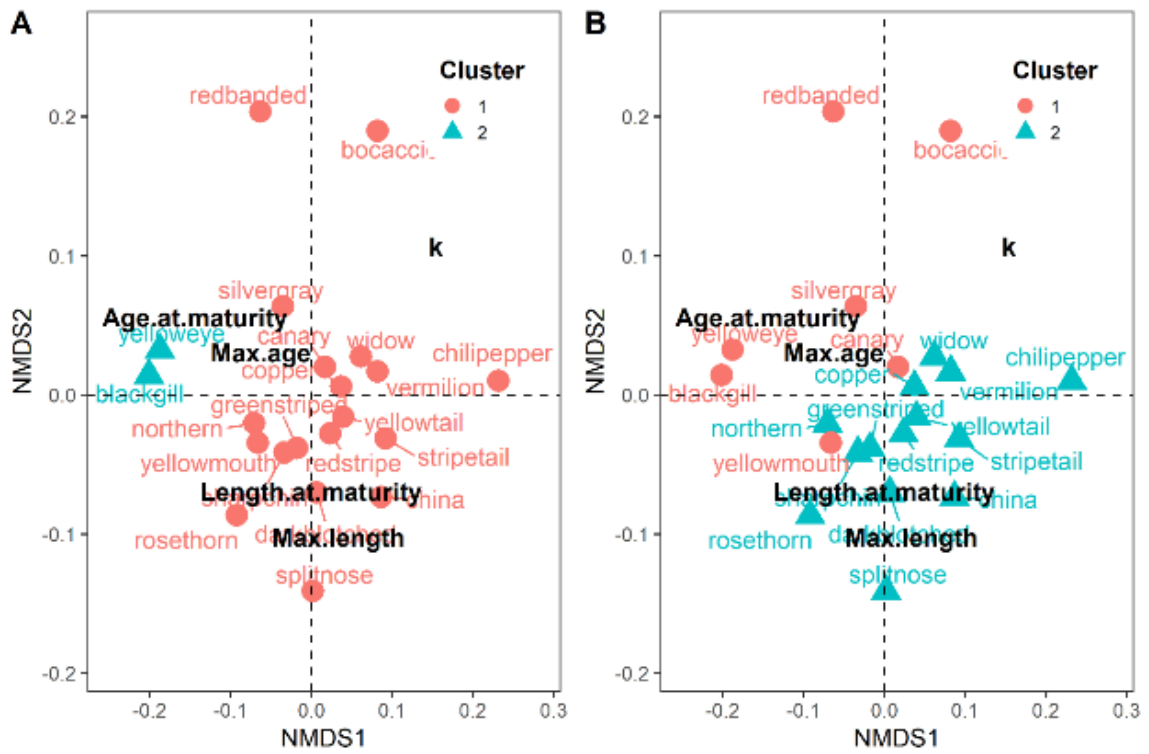 A
Cluster
1
2
redbanded
bocacci
k
silvergray
Age.at.maturity
yelloweye
Max.age
canary
widow
chilipepper
copper
vermilion
blackgill
greenstriped
northern
yellowtail
yellowmouth
redstripe
stripetail
Length.at.maturity
china
rosethorn
darkblotched
Max.length
splitnose
NMDS2
0.2
0.1
0.0
-0.1
-0.2
-0.2 -0.1 0.0 0.1 0.2 0.3
NMDS1
B
Cluster
1
2
redbanded
bocacci
k
silvergray
Age.at.maturity
yelloweye
Max.age
canary
widow
chilipepper
copper
vermilion
blackgill
greenstriped
northern
yellowtail
yellowmouth
redstripe
stripetail
Length.at.maturity
china
rosethorn
darkblotched
Max.length
splitnose
NMDS2
0.2
0.1
0.0
-0.1
-0.2
-0.2 -0.1 0.0 0.1 0.2 0.3
NMDS1